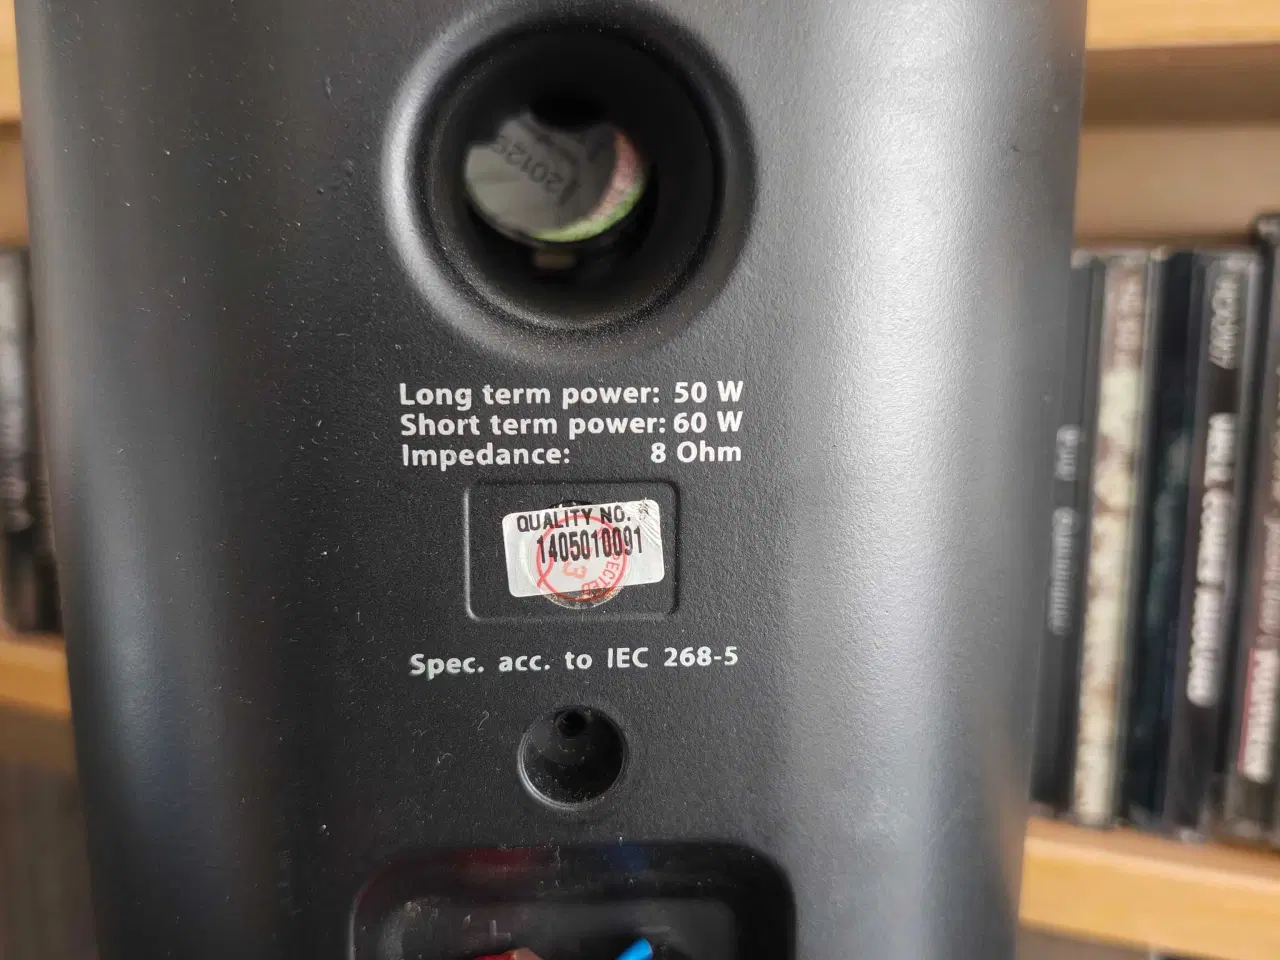 Long term power: 50 W
Short term power: 60 W
Impedance: 8 Ohm
QUALITY NO.
1405010091
Spec. acc. to IEC 268-5
+
-